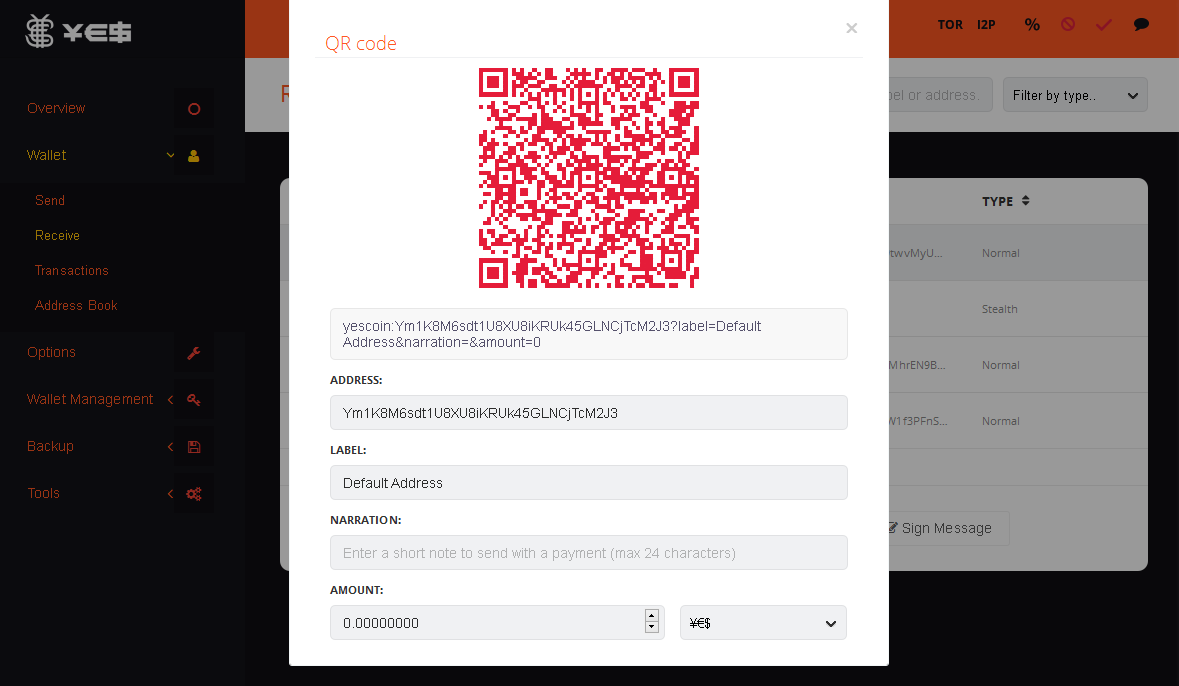 ¥€$
TOR I2P %
QR code
Filter by type..
el or address.
Overview
Wallet
Send
Receive
Transactions
Address Book
Options
Wallet Management
Backup
Tools
yescoin:Ym1K8M6sdt1U8XU8iKRUk45GLNCjTcM2J3?label=Default
Address&narration=&amount=0
ADDRESS:
Ym1K8M6sdt1U8XU8iKRUk45GLNCjTcM2J3
LABEL:
Default Address
NARRATION:
Enter a short note to send with a payment (max 24 characters)
AMOUNT:
0.00000000
¥€$
TYPE
twvMyU... Normal
Stealth
MhrEN9B... Normal
W1f3PFnS... Normal
Sign Message